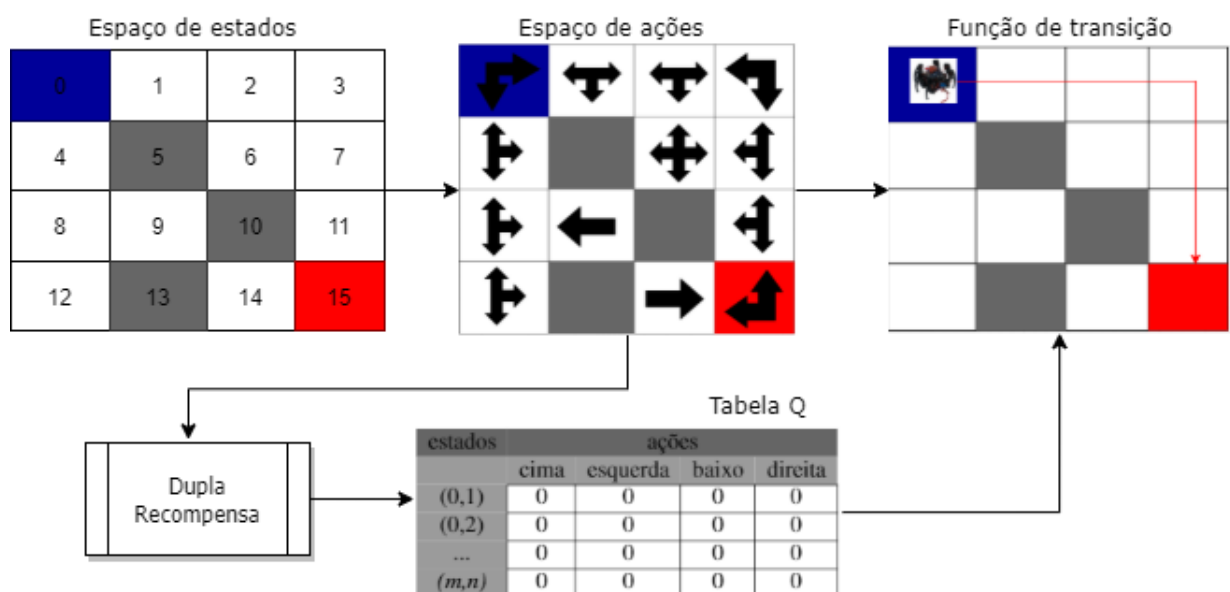 Espaço de estados
0 1 2 3
4 5 6 7
8 9 10 11
12 13 14 15
Espaço de ações
Função de transição
Dupla
Recompensa
Tabela Q
estados ações
cima esquerda baixo direita
(0,1) 0 0 0 0
(0,2) 0 0 0 0
... 0 0 0 0
(m,n) 0 0 0 0